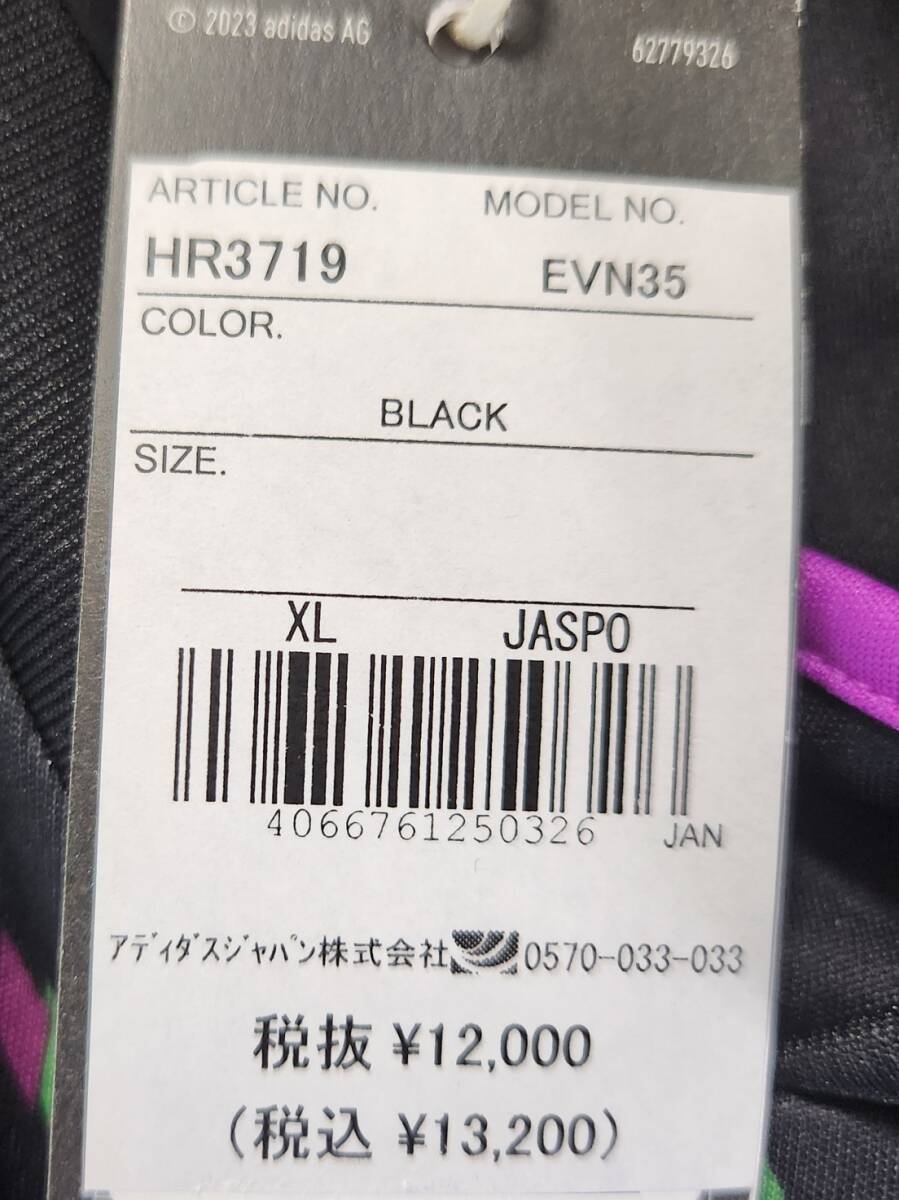 © 2023 adidas AG 62779326
ARTICLE NO. MODEL NO.
HR3719 EVN35
COLOR.
BLACK
SIZE.
XL JASPO
4066761250326 JAN
ｱﾃﾞｨﾀﾞｽｼﾞｬﾊﾟﾝ株式会社 0570-033-033
税抜 ¥12,000
(税込 ¥13,200)